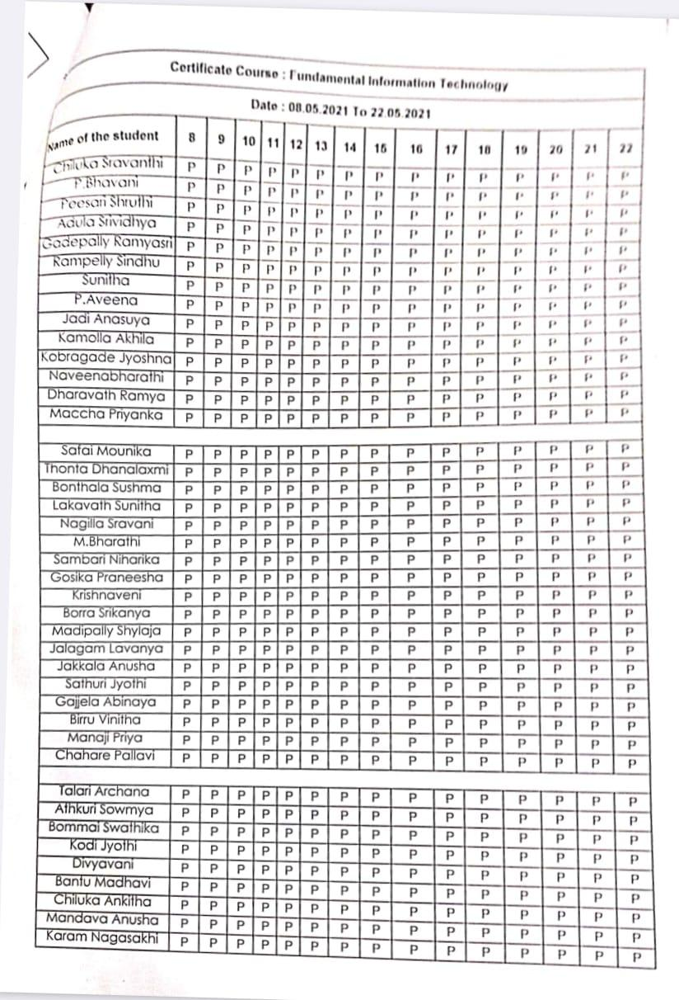 Certificate Course : Fundamental Information Technology
Date : 08.05.2021 To 22.05.2021
Name of the student 8 9 10 11 12 13 14 15 16 17 18 19 20 21 22
Chiluka Sravanthi P P P P P P P P P P P P P P P
P.Bhavani P P P P P P P P P P P P P P P
Peesari Shruthi P P P P P P P P P P P P P P P
Adula Srividhya P P P P P P P P P P P P P P P
Gadepally Ramyasri P P P P P P P P P P P P P P P
Rampelly Sindhu P P P P P P P P P P P P P P P
Sunitha P P P P P P P P P P P P P P P
P.Aveena P P P P P P P P P P P P P P P
Jadi Anasuya P P P P P P P P P P P P P P P
Kamolla Akhila P P P P P P P P P P P P P P P
Kobragade Jyoshna P P P P P P P P P P P P P P P
Naveenabharathi P P P P P P P P P P P P P P P
Dharavath Ramya P P P P P P P P P P P P P P P
Maccha Priyanka P P P P P P P P P P P P P P P
Safai Mounika P P P P P P P P P P P P P P P
Thonta Dhanalaxmi P P P P P P P P P P P P P P P
Bonthala Sushma P P P P P P P P P P P P P P P
Lakavath Sunitha P P P P P P P P P P P P P P P
Nagilla Sravani P P P P P P P P P P P P P P P
M.Bharathi P P P P P P P P P P P P P P P
Sambari Niharika P P P P P P P P P P P P P P P
Gosika Praneesha P P P P P P P P P P P P P P P
Krishnaveni P P P P P P P P P P P P P P P
Borra Srikanya P P P P P P P P P P P P P P P
Madipally Shylaja P P P P P P P P P P P P P P P
Jalagam Lavanya P P P P P P P P P P P P P P P
Jakkala Anusha P P P P P P P P P P P P P P P
Sathuri Jyothi P P P P P P P P P P P P P P P
Gajjela Abinaya P P P P P P P P P P P P P P P
Birru Vinitha P P P P P P P P P P P P P P P
Manaji Priya P P P P P P P P P P P P P P P
Chahare Pallavi P P P P P P P P P P P P P P P
Talari Archana P P P P P P P P P P P P P P P
Athkuri Sowmya P P P P P P P P P P P P P P P
Bommai Swathika P P P P P P P P P P P P P P P
Kodi Jyothi P P P P P P P P P P P P P P P
Divyavani P P P P P P P P P P P P P P P
Bantu Madhavi P P P P P P P P P P P P P P P
Chiluka Ankitha P P P P P P P P P P P P P P P
Mandava Anusha P P P P P P P P P P P P P P P
Karam Nagasakhi P P P P P P P P P P P P P P P